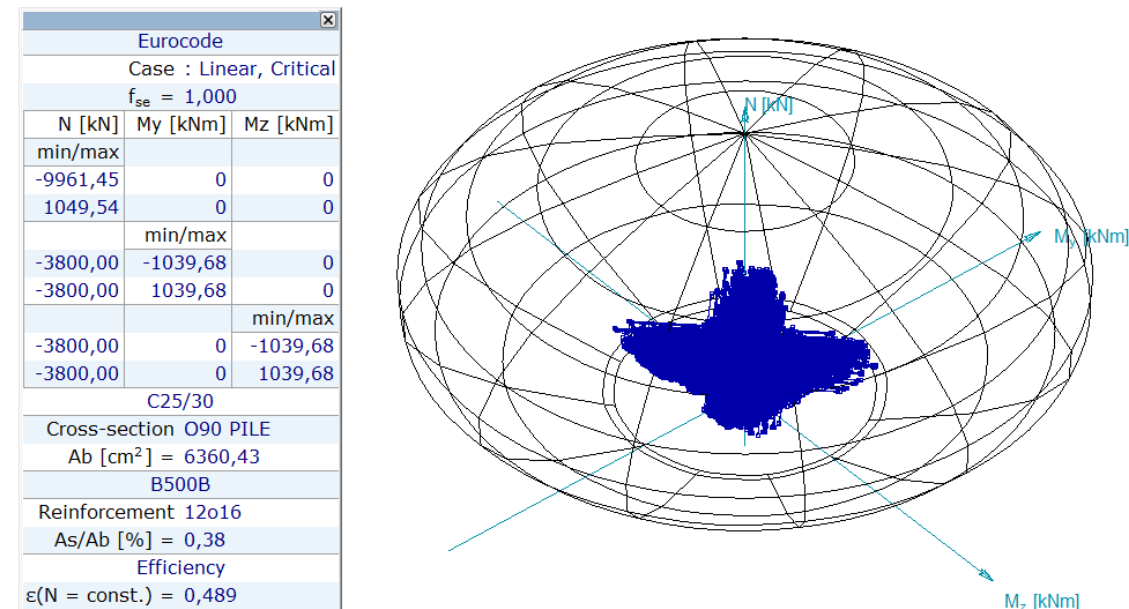 Eurocode
Case : Linear, Critical
fse = 1,000
N [kN] My [kNm] Mz [kNm]
min/max
-9961,45 0 0
1049,54 0 0
min/max
-3800,00 -1039,68 0
-3800,00 1039,68 0
min/max
-3800,00 0 -1039,68
-3800,00 0 1039,68
C25/30
Cross-section O90 PILE
Ab [cm²] = 6360,43
B500B
Reinforcement 12o16
As/Ab [%] = 0,38
Efficiency
ε(N = const.) = 0,489
N [kN]
My [kNm]
Mz [kNm]